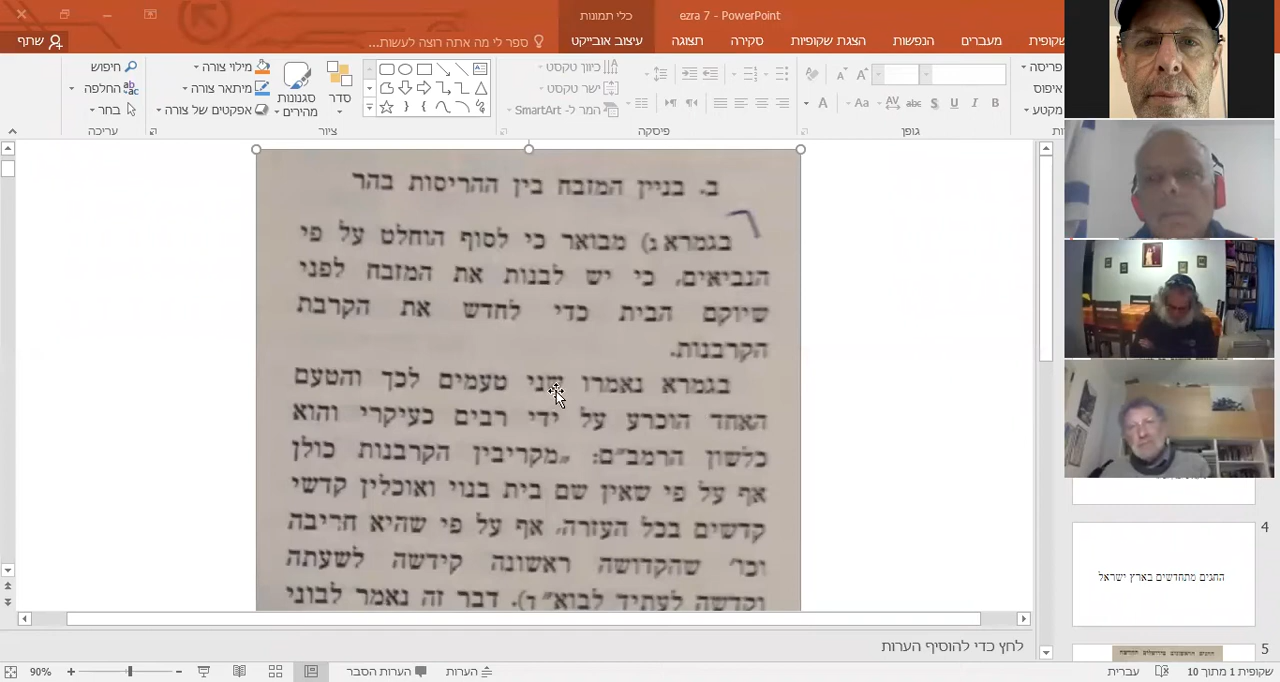 ezra 7 - PowerPoint
כלי תמונות
שתף
ספר לי מה אתה רוצה לעשות...
עיצוב אובייקט
תצוגה
סקירה
הצגת שקופיות
הנפשות
מעברים
שקופית
חיפוש
החלפה
בחר
עריכה
מילוי צורה
מיתאר צורה
אפקטים של צורה
סגנונות מהירים
סדר
ציור
כיוון טקסט
ישר טקסט
המר ל- SmartArt
פיסקה
גופן
פריסה
איפוס
מקטע
ב. בניין המזבח בין ההריסות בהר
בגמרא ג) מבואר כי לסוף הוחלט על פי
הנביאים, כי יש לבנות את המזבח לפני
שיוקם הבית כדי לחדש את הקרבת
הקרבנות.
בגמרא נאמרו שני טעמים לכך והטעם
האחד הוכרע על ידי רבים כעיקרי והוא
כלשון הרמב״ם: „מקריבין הקרבנות כולן
אף על פי שאין שם בית בנוי ואוכלין קדשי
קדשים בכל העזרה, אף על פי שהיא חריבה
וכו׳ שהקדושה ראשונה קידשה לשעתה
וקדשה לעתיד לבוא״ ד). דבר זה נאמר לבוני
4
החגים מתחדשים בארץ ישראל
5
לחץ כדי להוסיף הערות
שקופית 1 מתוך 10
עברית
הערות
הערות הסבר
90%